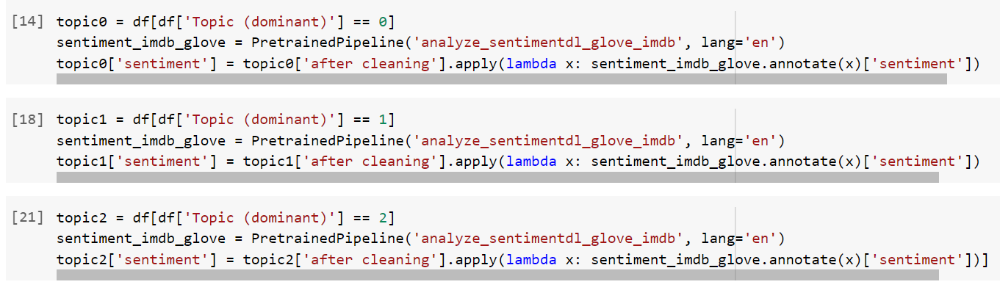 [14] topic0 = df[df['Topic (dominant)'] == 0]
sentiment_imdb_glove = PretrainedPipeline('analyze_sentimentdl_glove_imdb', lang='en')
topic0['sentiment'] = topic0['after cleaning'].apply(lambda x: sentiment_imdb_glove.annotate(x)['sentiment'])
[18] topic1 = df[df['Topic (dominant)'] == 1]
sentiment_imdb_glove = PretrainedPipeline('analyze_sentimentdl_glove_imdb', lang='en')
topic1['sentiment'] = topic1['after cleaning'].apply(lambda x: sentiment_imdb_glove.annotate(x)['sentiment'])
[21] topic2 = df[df['Topic (dominant)'] == 2]
sentiment_imdb_glove = PretrainedPipeline('analyze_sentimentdl_glove_imdb', lang='en')
topic2['sentiment'] = topic2['after cleaning'].apply(lambda x: sentiment_imdb_glove.annotate(x)['sentiment'])]